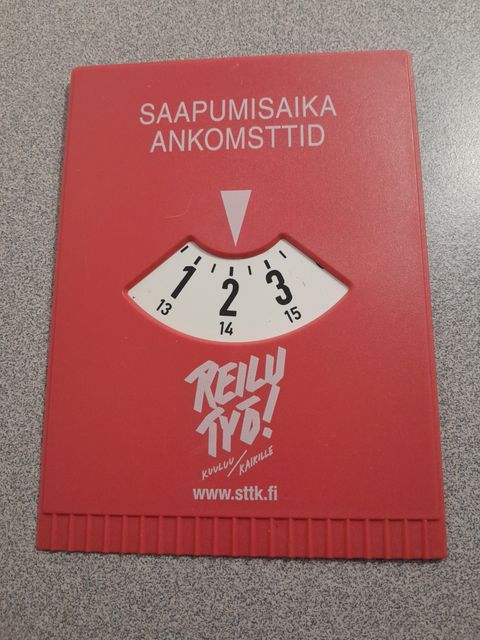 SAAPUMISAIKA
ANKOMSTTID
1 2 3
13 14 15
REILU
TYÖ!
KUULUU/KAIKILLE
www.sttk.fi